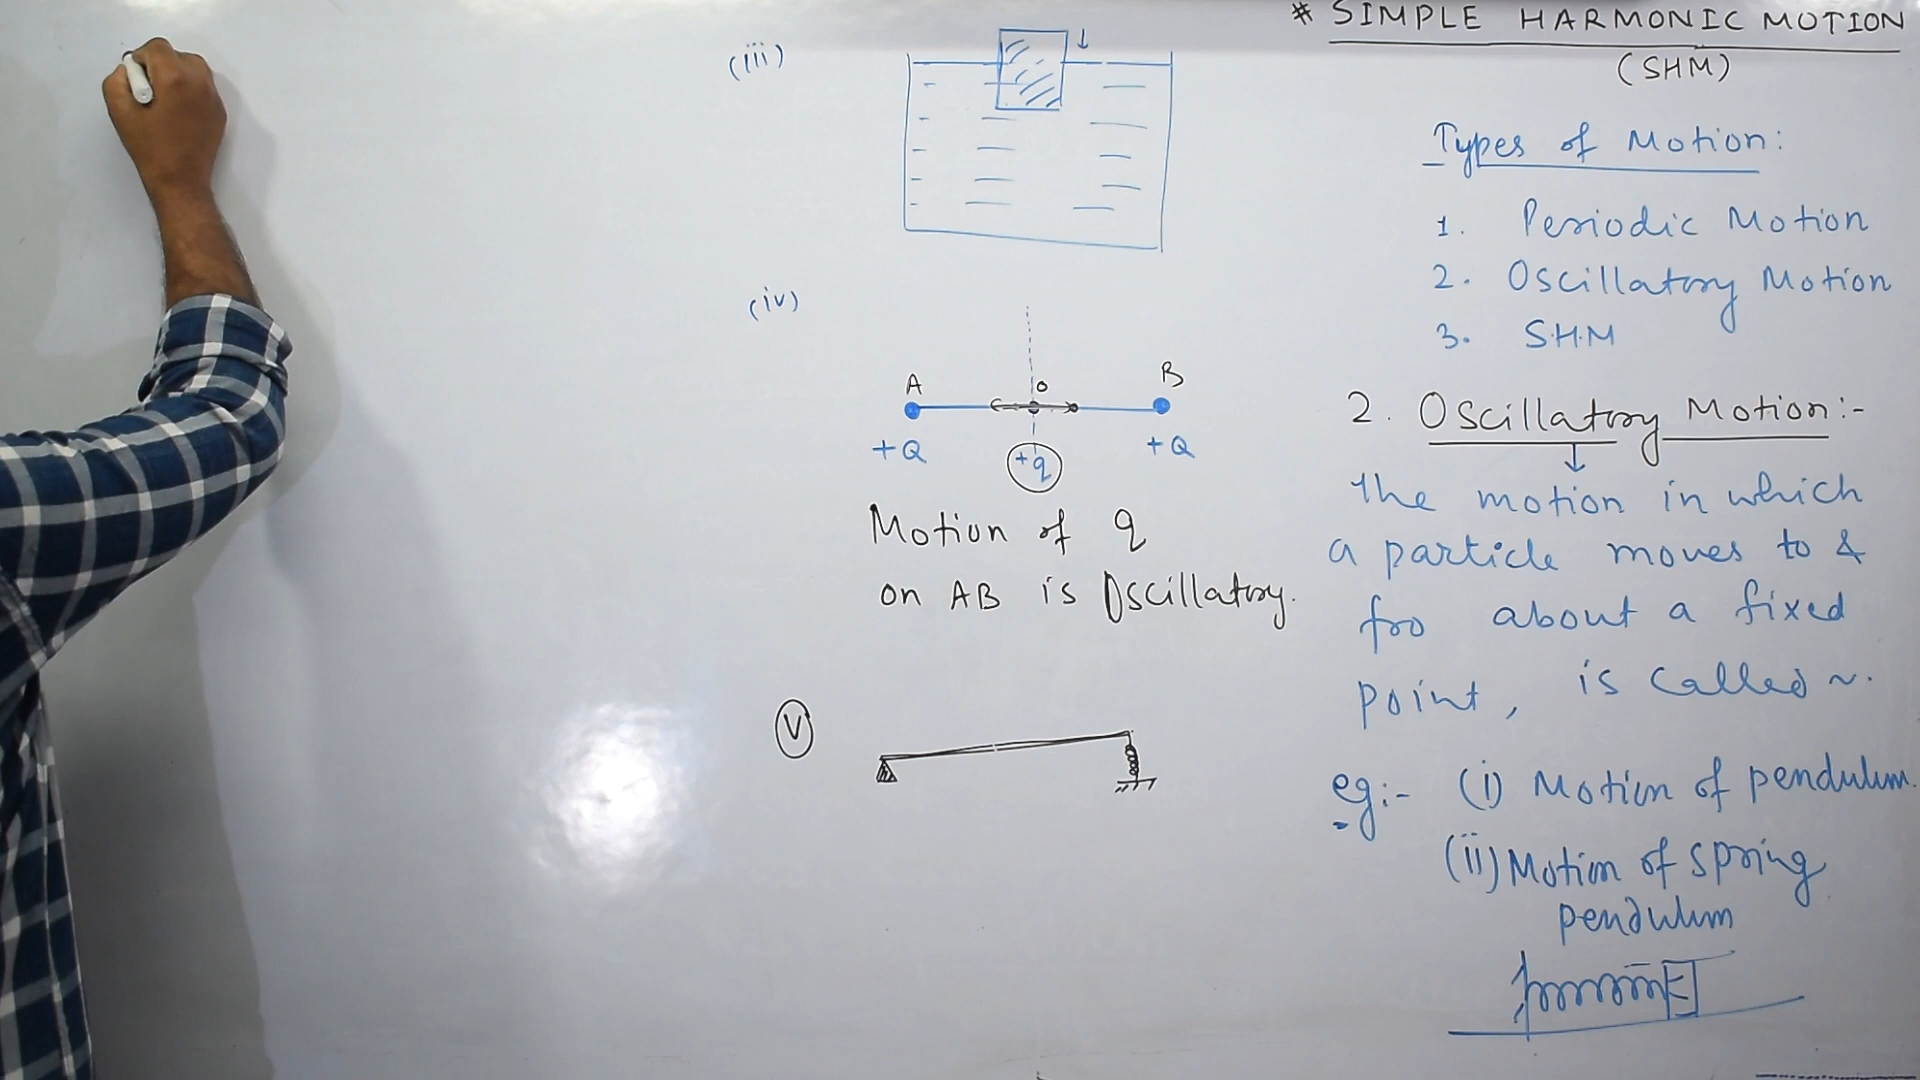 # SIMPLE HARMONIC MOTION
(SHM)
Types of Motion:
1. Periodic Motion
2. Oscillatory Motion
3. S.H.M
2. Oscillatory Motion:-
↓
The motion in which
a particle moves to &
fro about a fixed
point, is called ~.
eg:- (i) Motion of pendulum.
(ii) Motion of spring
pendulum
(iii)
↓
(iv)
A O B
+Q +q +Q
Motion of q
on AB is Oscillatory.
V